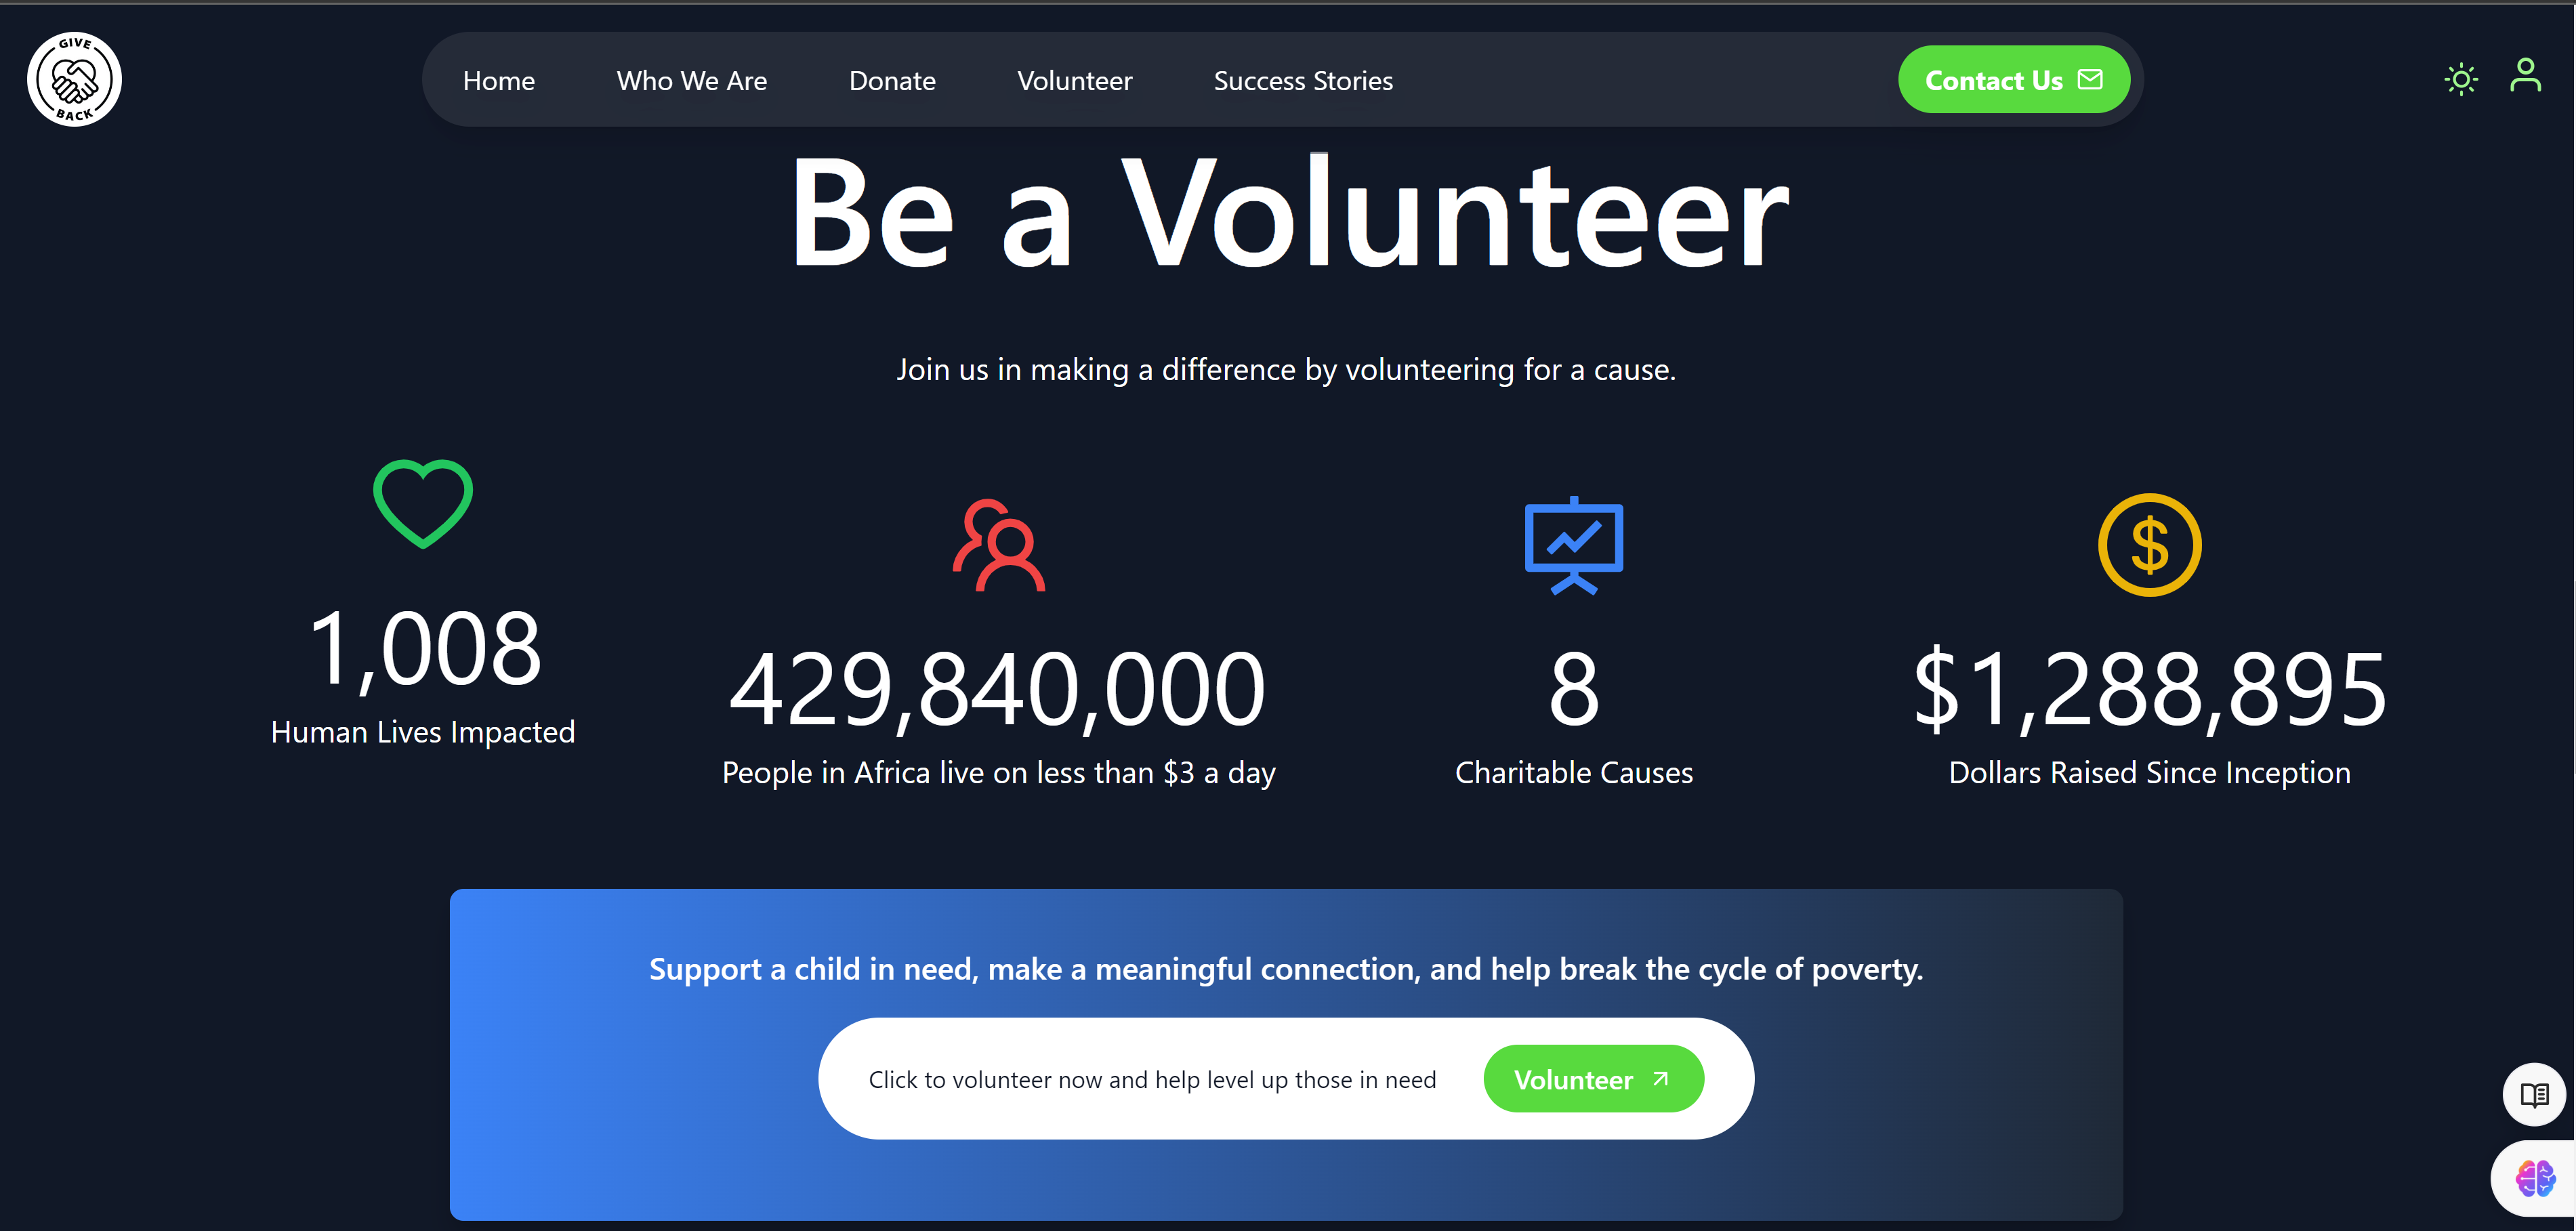 GIVE
BACK
Home
Who We Are
Donate
Volunteer
Success Stories
Contact Us
Be a Volunteer
Join us in making a difference by volunteering for a cause.
1,008
Human Lives Impacted
429,840,000
People in Africa live on less than $3 a day
8
Charitable Causes
$1,288,895
Dollars Raised Since Inception
Support a child in need, make a meaningful connection, and help break the cycle of poverty.
Click to volunteer now and help level up those in need
Volunteer